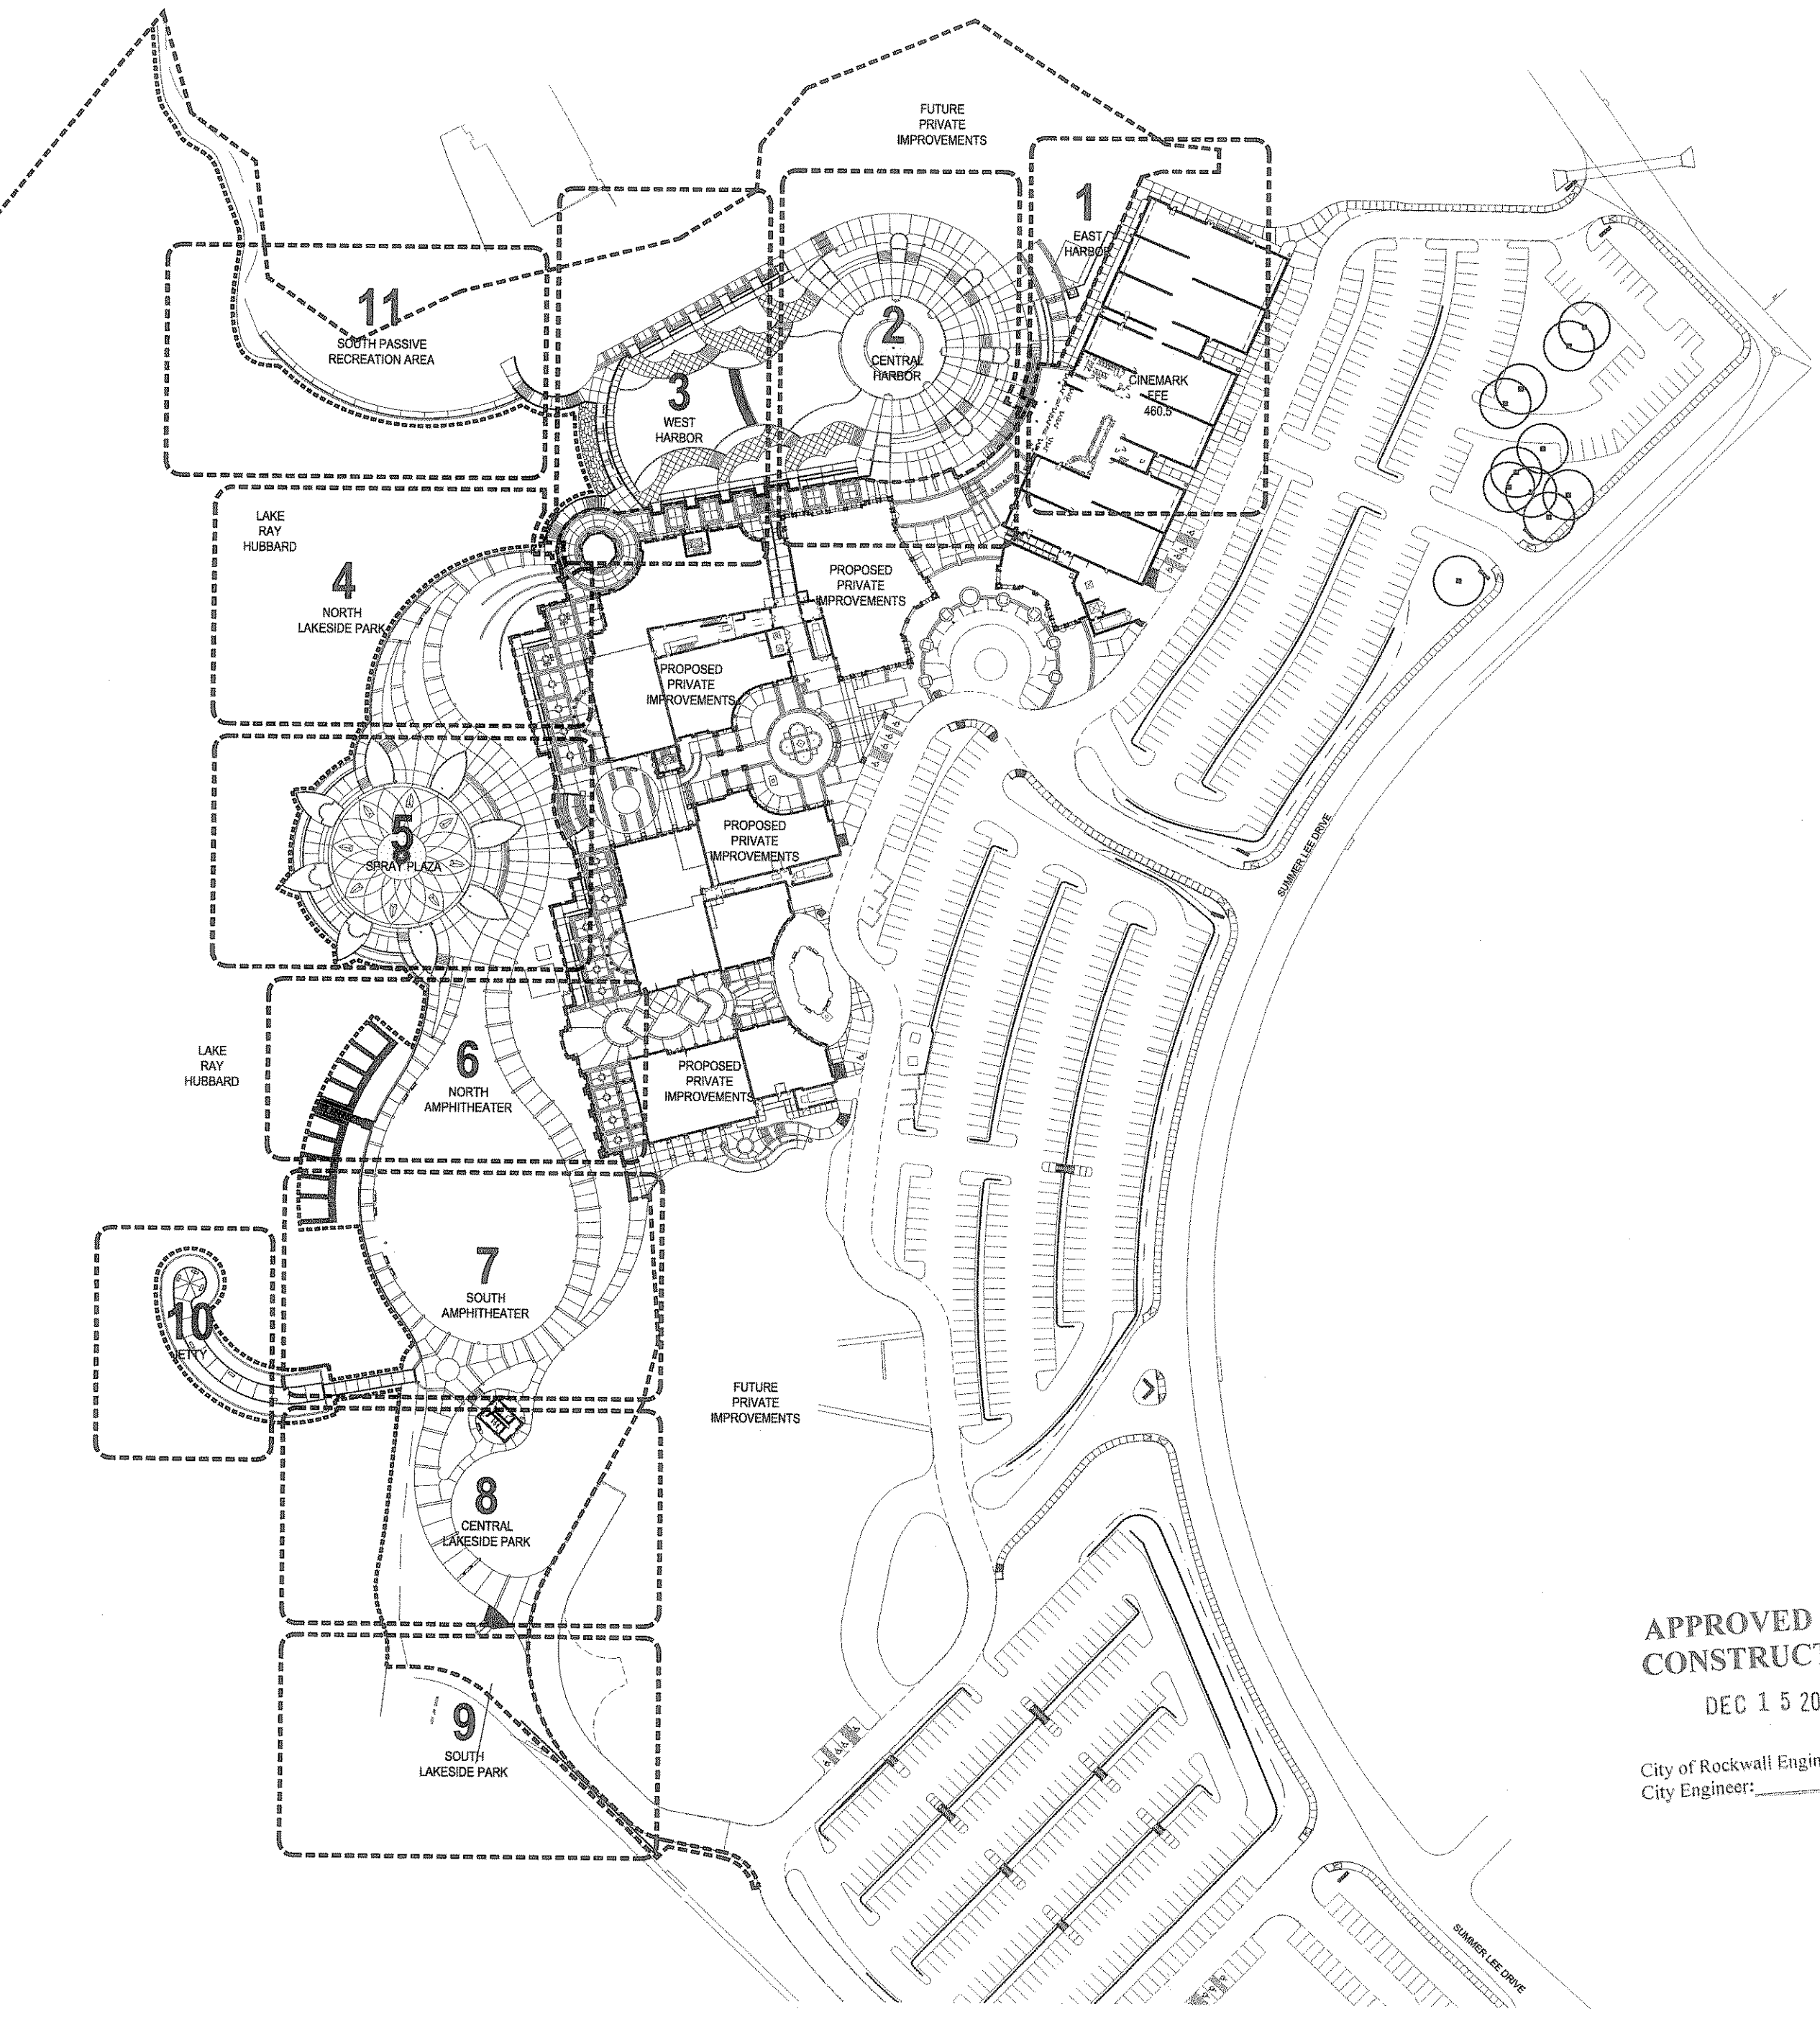 FUTURE
PRIVATE
IMPROVEMENTS
1
EAST
HARBOR
11
SOUTH PASSIVE
RECREATION AREA
2
CENTRAL
HARBOR
3
WEST
HARBOR
CINEMARK
FFE
460.5
LAKE
RAY
HUBBARD
4
NORTH
LAKESIDE PARK
PROPOSED
PRIVATE
IMPROVEMENTS
PROPOSED
PRIVATE
IMPROVEMENTS
5
SPRAY PLAZA
PROPOSED
PRIVATE
IMPROVEMENTS
SUMMER LEE DRIVE
LAKE
RAY
HUBBARD
6
NORTH
AMPHITHEATER
PROPOSED
PRIVATE
IMPROVEMENTS
7
SOUTH
AMPHITHEATER
10
JETTY
FUTURE
PRIVATE
IMPROVEMENTS
8
CENTRAL
LAKESIDE PARK
9
SOUTH
LAKESIDE PARK
APPROVED
CONSTRUCT
DEC 15 20
City of Rockwall Engin
City Engineer:
SUMMER LEE DRIVE